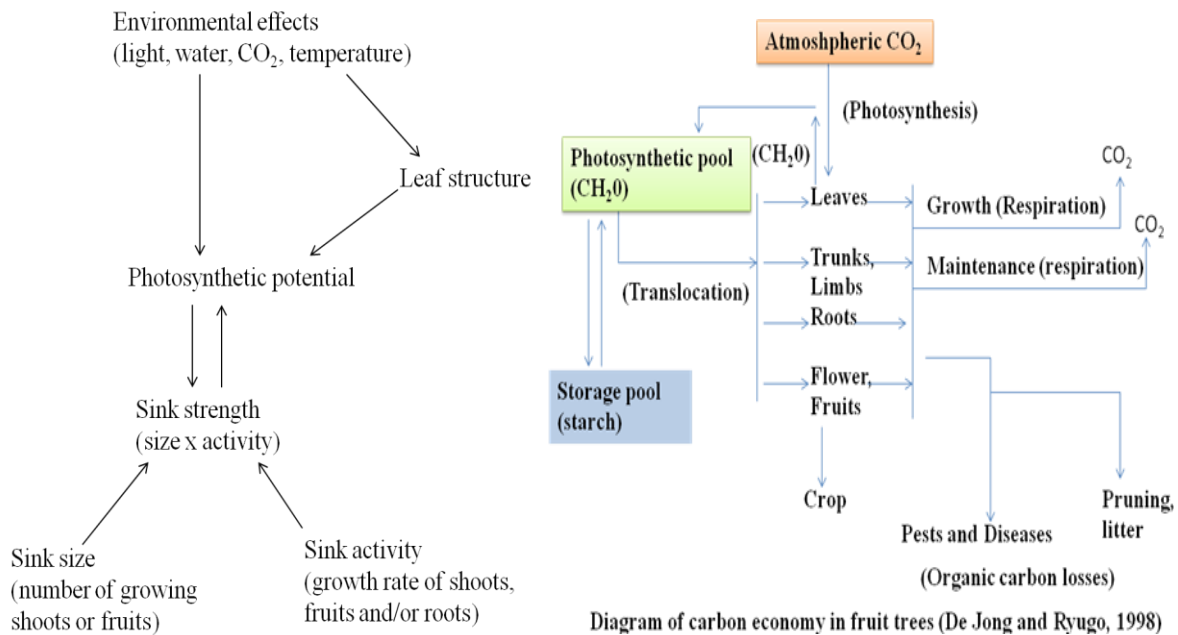 Environmental effects
(light, water, CO₂, temperature)
Leaf structure
Photosynthetic potential
Sink strength
(size x activity)
Sink size
(number of growing
shoots or fruits)
Sink activity
(growth rate of shoots,
fruits and/or roots)
Atmoshpheric CO₂
(Photosynthesis)
Photosynthetic pool
(CH₂0)
(CH₂0)
CO₂
Leaves
Growth (Respiration)
CO₂
Trunks,
Limbs
Maintenance (respiration)
(Translocation)
Roots
Storage pool
(starch)
Flower,
Fruits
Crop
Pruning,
litter
Pests and Diseases
(Organic carbon losses)
Diagram of carbon economy in fruit trees (De Jong and Ryugo, 1998)